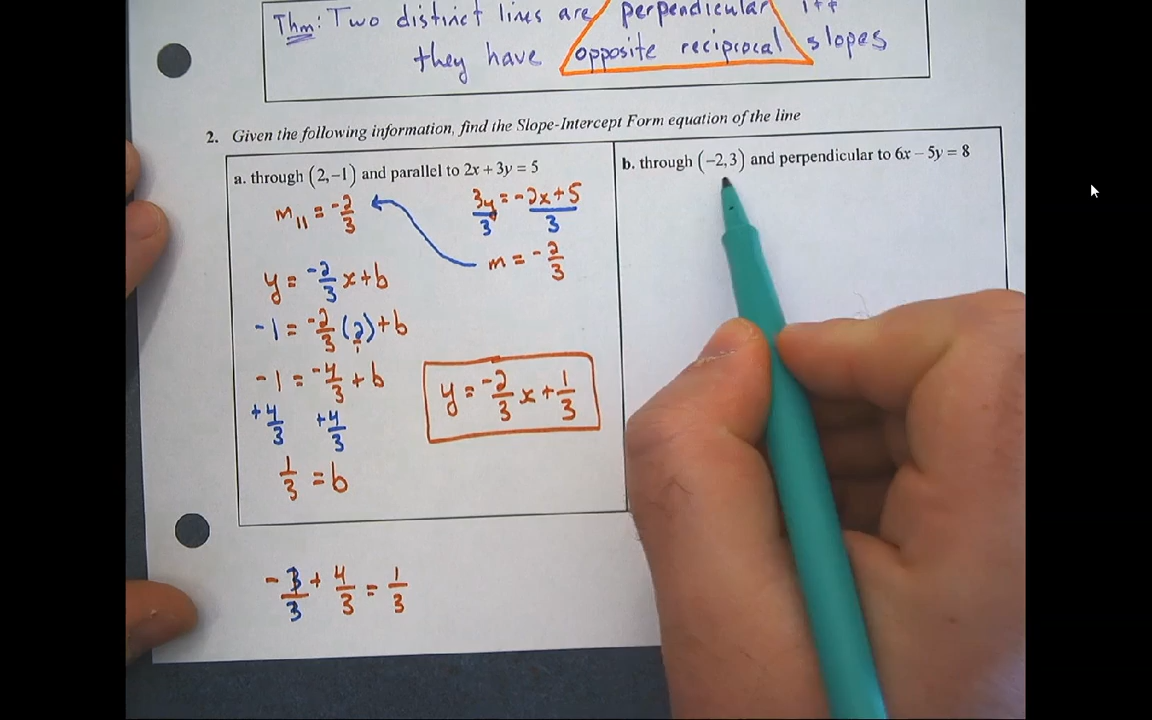 Thm: Two distinct lines are perpendicular iff
they have opposite reciprocal slopes
2. Given the following information, find the Slope-Intercept Form equation of the line
a. through (2,−1) and parallel to 2x + 3y = 5
m || = -2/3
3y/3 = (-2x+5)/3
m = -2/3
y = -2/3 x + b
-1 = -2/3 (2) + b
-1 = -4/3 + b
+4/3 +4/3
1/3 = b
y = -2/3 x + 1/3
-3/3 + 4/3 = 1/3
b. through (−2,3) and perpendicular to 6x − 5y = 8